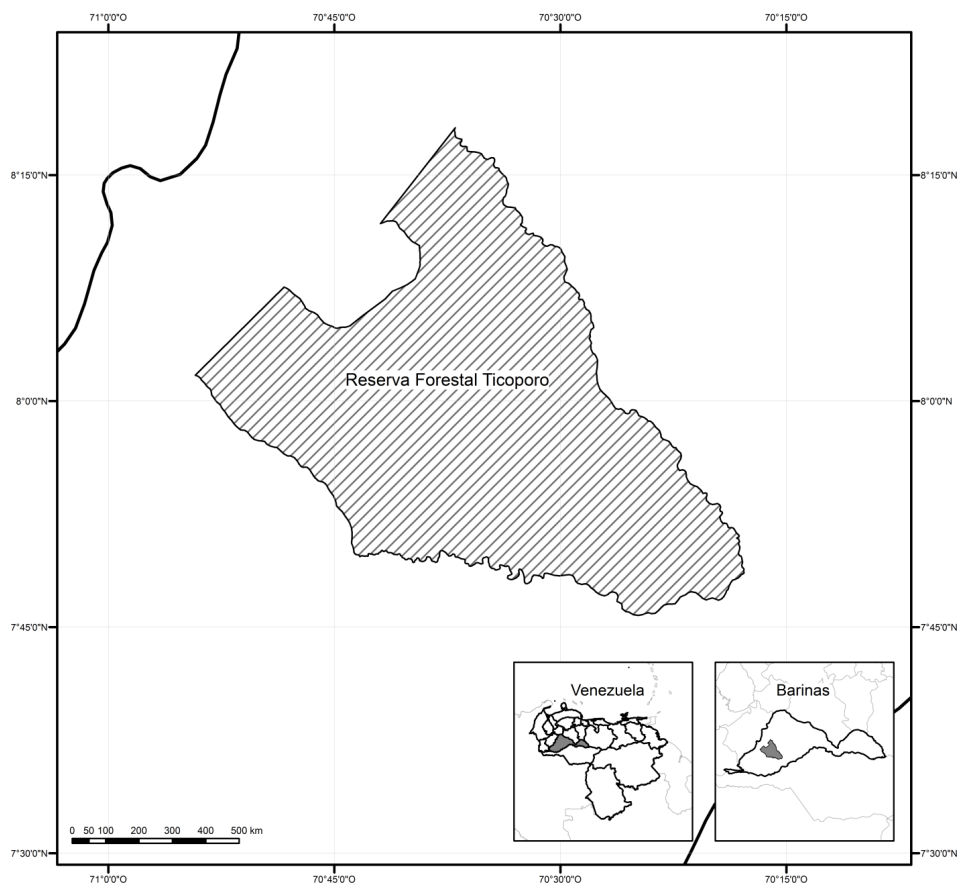 71°0'0"O 70°45'0"O 70°30'0"O 70°15'0"O
8°15'0"N 8°15'0"N
Reserva Forestal Ticoporo
8°0'0"N 8°0'0"N
7°45'0"N 7°45'0"N
Venezuela Barinas
0 50 100 200 300 400 500 km
7°30'0"N 7°30'0"N
71°0'0"O 70°45'0"O 70°30'0"O 70°15'0"O